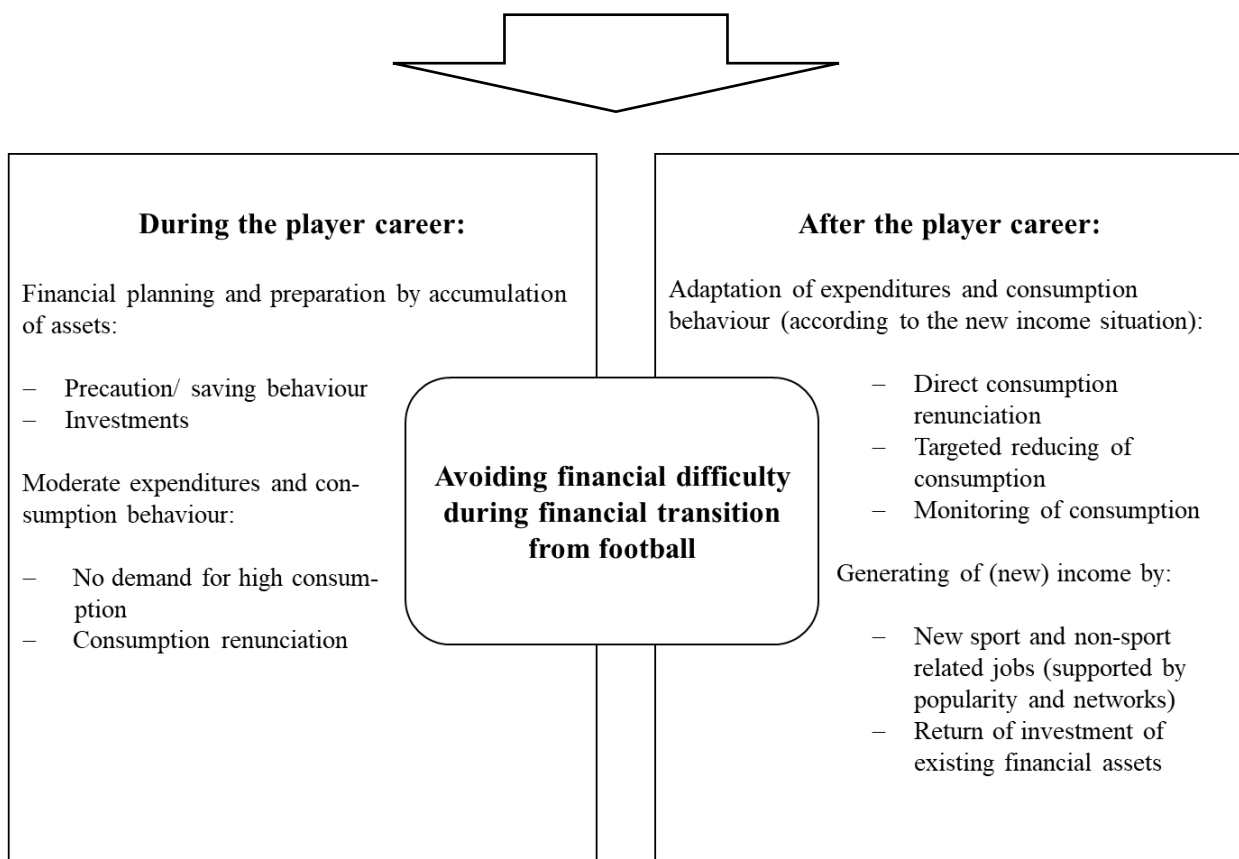 During the player career:
Financial planning and preparation by accumulation
of assets:
– Precaution/ saving behaviour
– Investments
Moderate expenditures and con-
sumption behaviour:
– No demand for high consum-
ption
– Consumption renunciation
Avoiding financial difficulty
during financial transition
from football
After the player career:
Adaptation of expenditures and consumption
behaviour (according to the new income situation):
– Direct consumption
renunciation
– Targeted reducing of
consumption
– Monitoring of consumption
Generating of (new) income by:
– New sport and non-sport
related jobs (supported by
popularity and networks)
– Return of investment of
existing financial assets